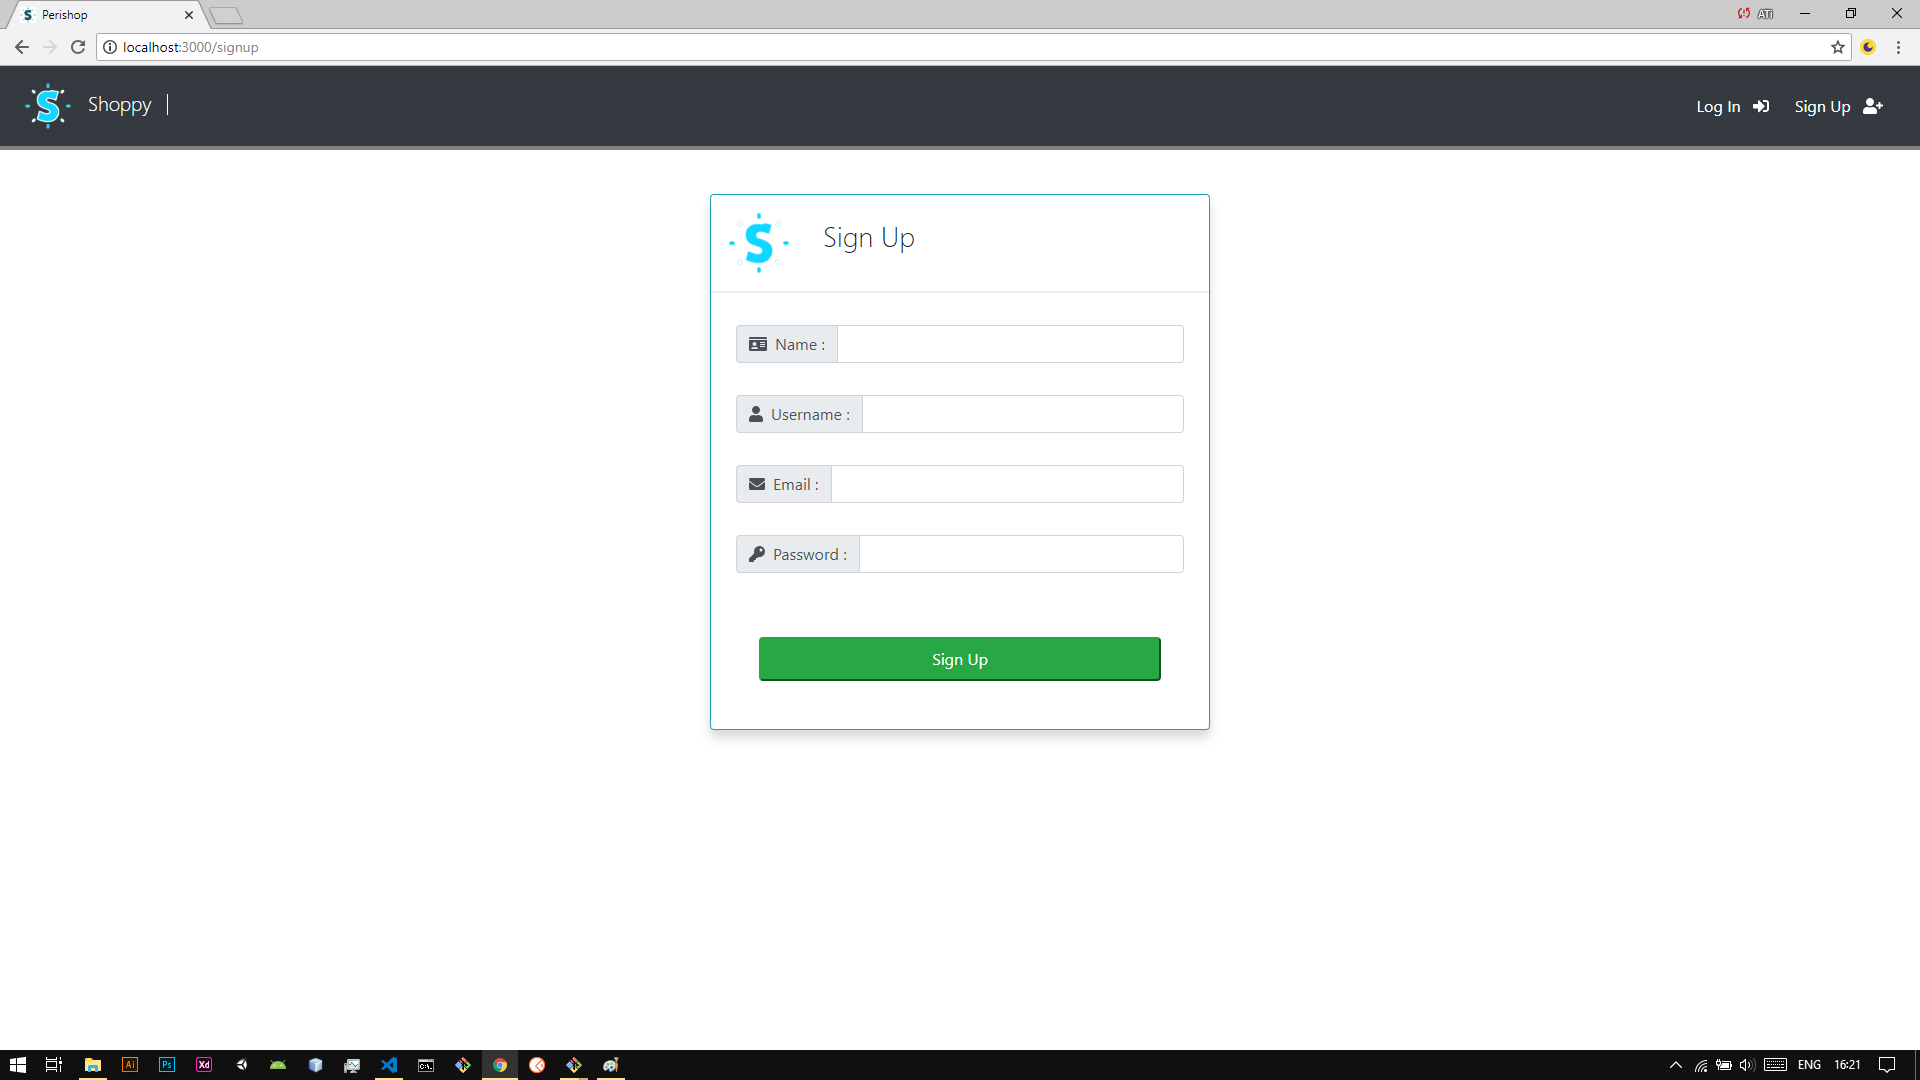 Perishop
ATI
localhost:3000/signup
S Shoppy
Log In
Sign Up
S Sign Up
Name :
Username :
Email :
Password :
Sign Up
Ai Ps Xd C:\. ENG 16:21